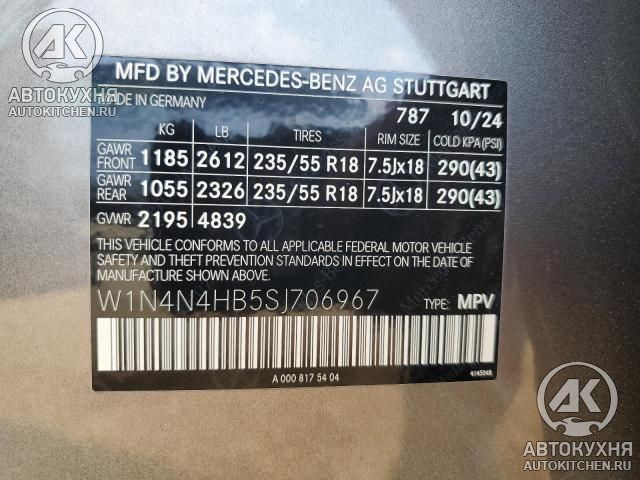 АВТОКУХНЯ
AUTOKITCHEN.RU
MFD BY MERCEDES-BENZ AG STUTTGART
MADE IN GERMANY 787 10/24
KG LB TIRES RIM SIZE COLD KPA(PSI)
GAWR FRONT 1185 2612 235/55 R18 7.5Jx18 290(43)
GAWR REAR 1055 2326 235/55 R18 7.5Jx18 290(43)
GVWR 2195 4839
THIS VEHICLE CONFORMS TO ALL APPLICABLE FEDERAL MOTOR VEHICLE
SAFETY AND THEFT PREVENTION STANDARDS IN EFFECT ON THE DATE OF
MANUFACTURE SHOWN ABOVE.
W1N4N4HB5SJ706967 TYPE: MPV
A 000 817 54 04
АК
АВТОКУХНЯ
AUTOKITCHEN.RU